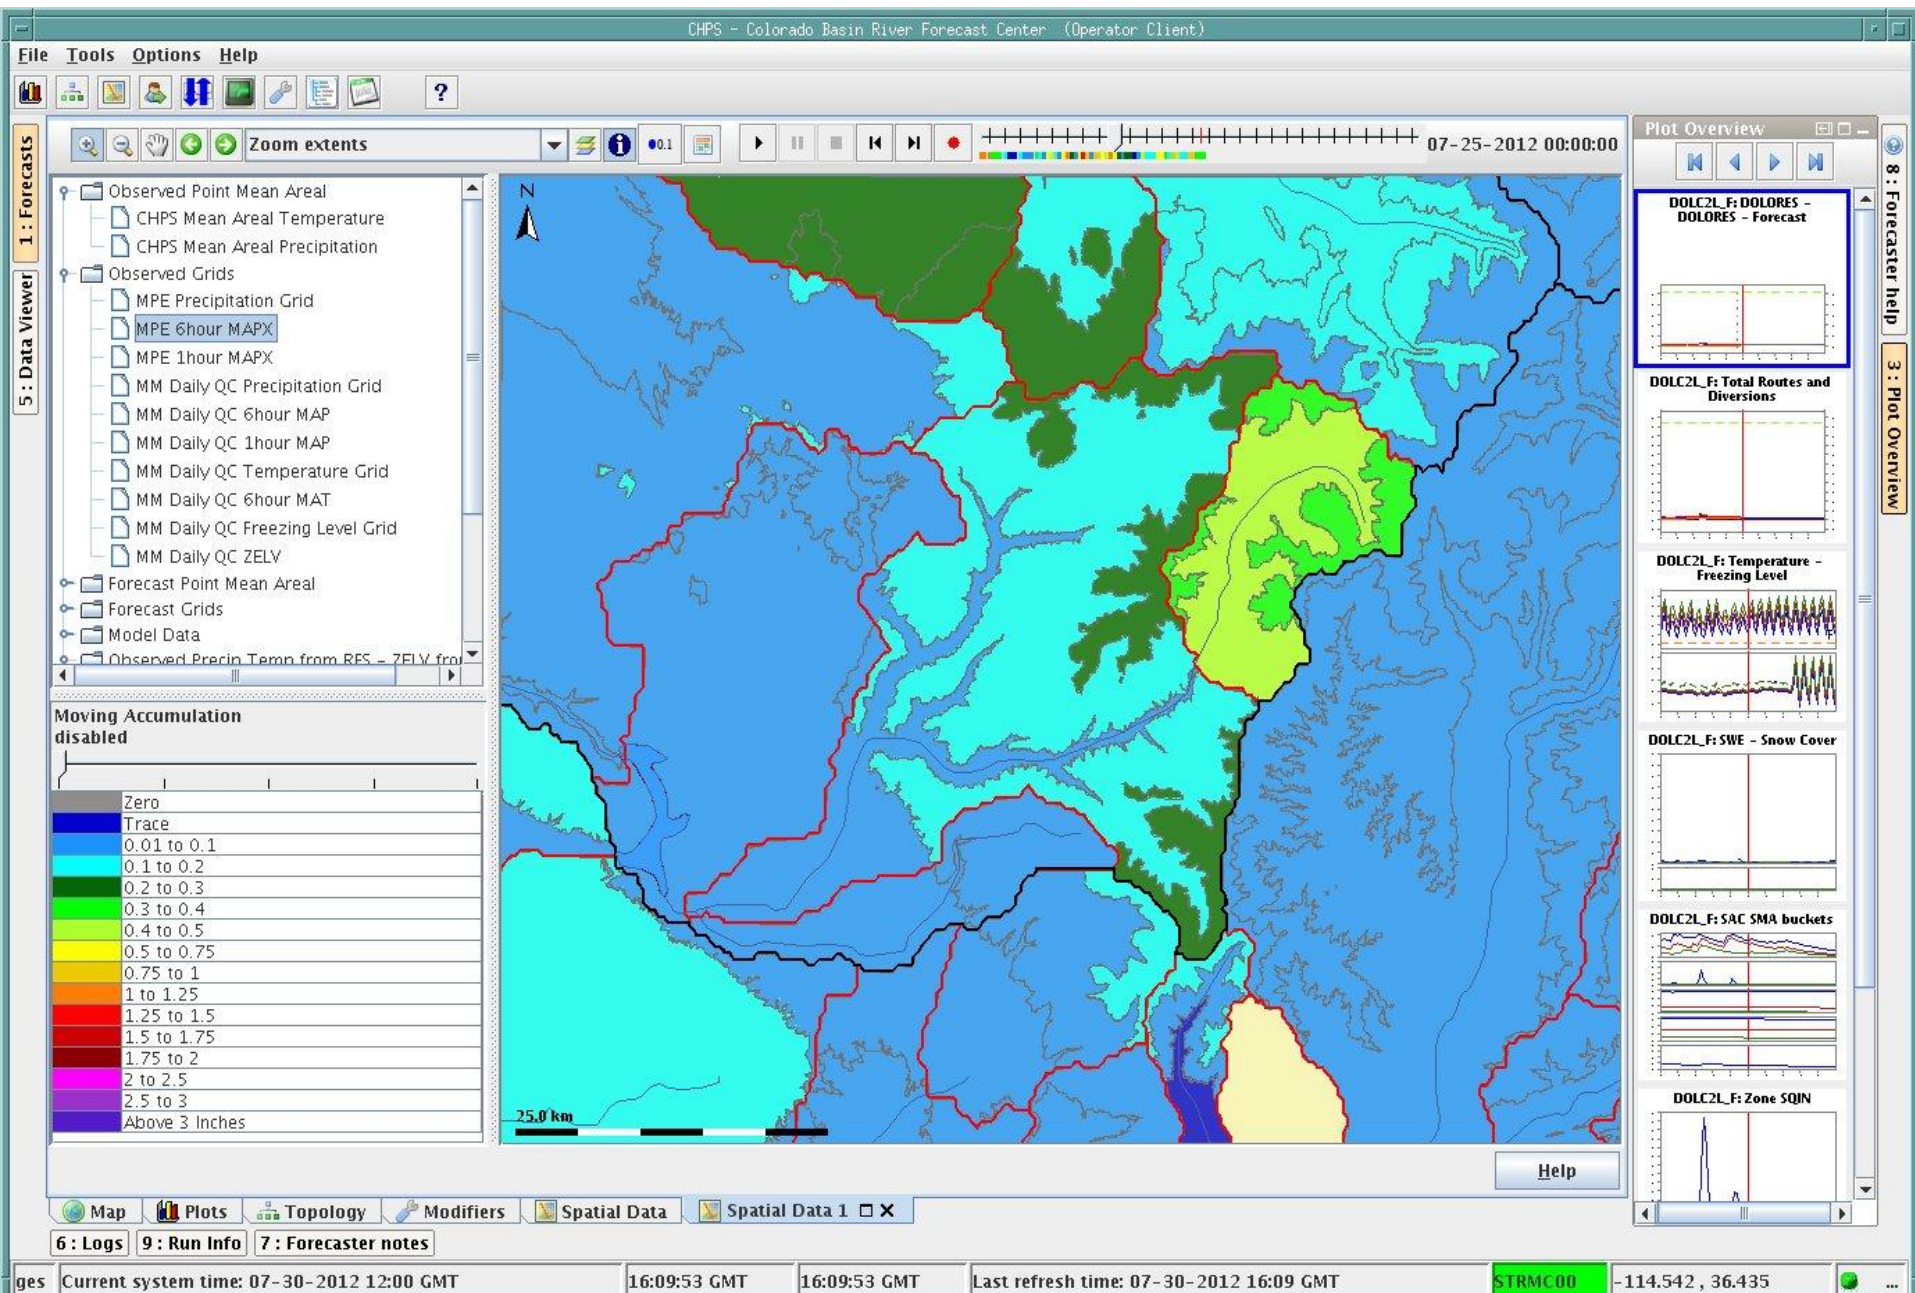 CHPS - Colorado Basin River Forecast Center (Operator Client)
File Tools Options Help
?
1 : Forecasts
5 : Data Viewer
Zoom extents
0.1
07-25-2012 00:00:00
Observed Point Mean Areal
CHPS Mean Areal Temperature
CHPS Mean Areal Precipitation
Observed Grids
MPE Precipitation Grid
MPE 6hour MAPX
MPE 1hour MAPX
MM Daily QC Precipitation Grid
MM Daily QC 6hour MAP
MM Daily QC 1hour MAP
MM Daily QC Temperature Grid
MM Daily QC 6hour MAT
MM Daily QC Freezing Level Grid
MM Daily QC ZELV
Forecast Point Mean Areal
Forecast Grids
Model Data
Observed Precip Temp from RFS - ZELV from
Moving Accumulation
disabled
Zero
Trace
0.01 to 0.1
0.1 to 0.2
0.2 to 0.3
0.3 to 0.4
0.4 to 0.5
0.5 to 0.75
0.75 to 1
1 to 1.25
1.25 to 1.5
1.5 to 1.75
1.75 to 2
2 to 2.5
2.5 to 3
Above 3 Inches
N
25.0 km
Help
Plot Overview
DOLC2L_F: DOLORES -
DOLORES - Forecast
DOLC2L_F: Total Routes and
Diversions
DOLC2L_F: Temperature -
Freezing Level
DOLC2L_F: SWE - Snow Cover
DOLC2L_F: SAC SMA buckets
DOLC2L_F: Zone SQIN
8 : Forecaster help
3 : Plot Overview
Map Plots Topology Modifiers Spatial Data Spatial Data 1
6 : Logs 9 : Run Info 7 : Forecaster notes
ges Current system time: 07-30-2012 12:00 GMT 16:09:53 GMT 16:09:53 GMT Last refresh time: 07-30-2012 16:09 GMT STRMC00 -114.542 , 36.435 ...